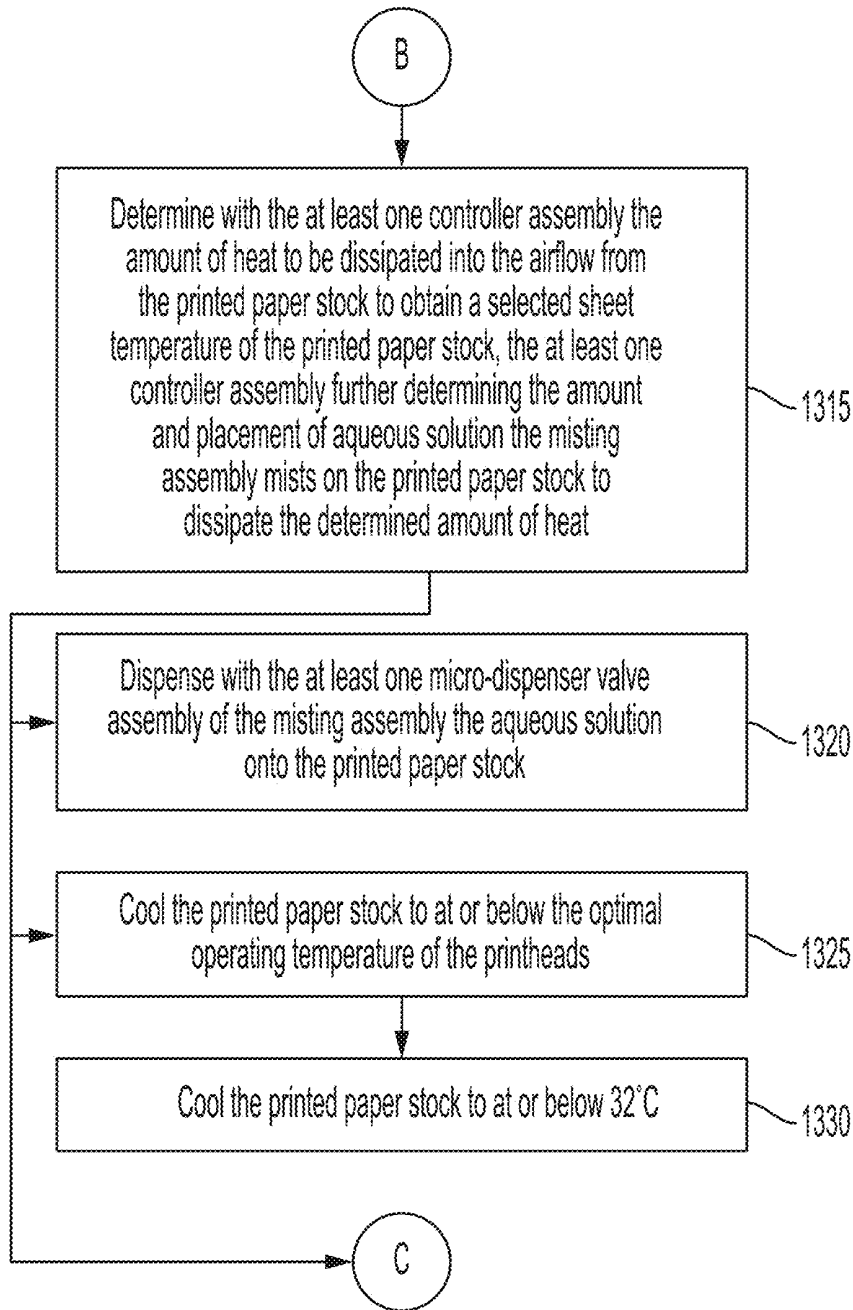 B
Determine with the at least one controller assembly the
amount of heat to be dissipated into the airflow from
the printed paper stock to obtain a selected sheet
temperature of the printed paper stock, the at least one
controller assembly further determining the amount
and placement of aqueous solution the misting
assembly mists on the printed paper stock to
dissipate the determined amount of heat
1315
Dispense with the at least one micro-dispenser valve
assembly of the misting assembly the aqueous solution
onto the printed paper stock
1320
Cool the printed paper stock to at or below the optimal
operating temperature of the printheads
1325
Cool the printed paper stock to at or below 32°C
1330
C